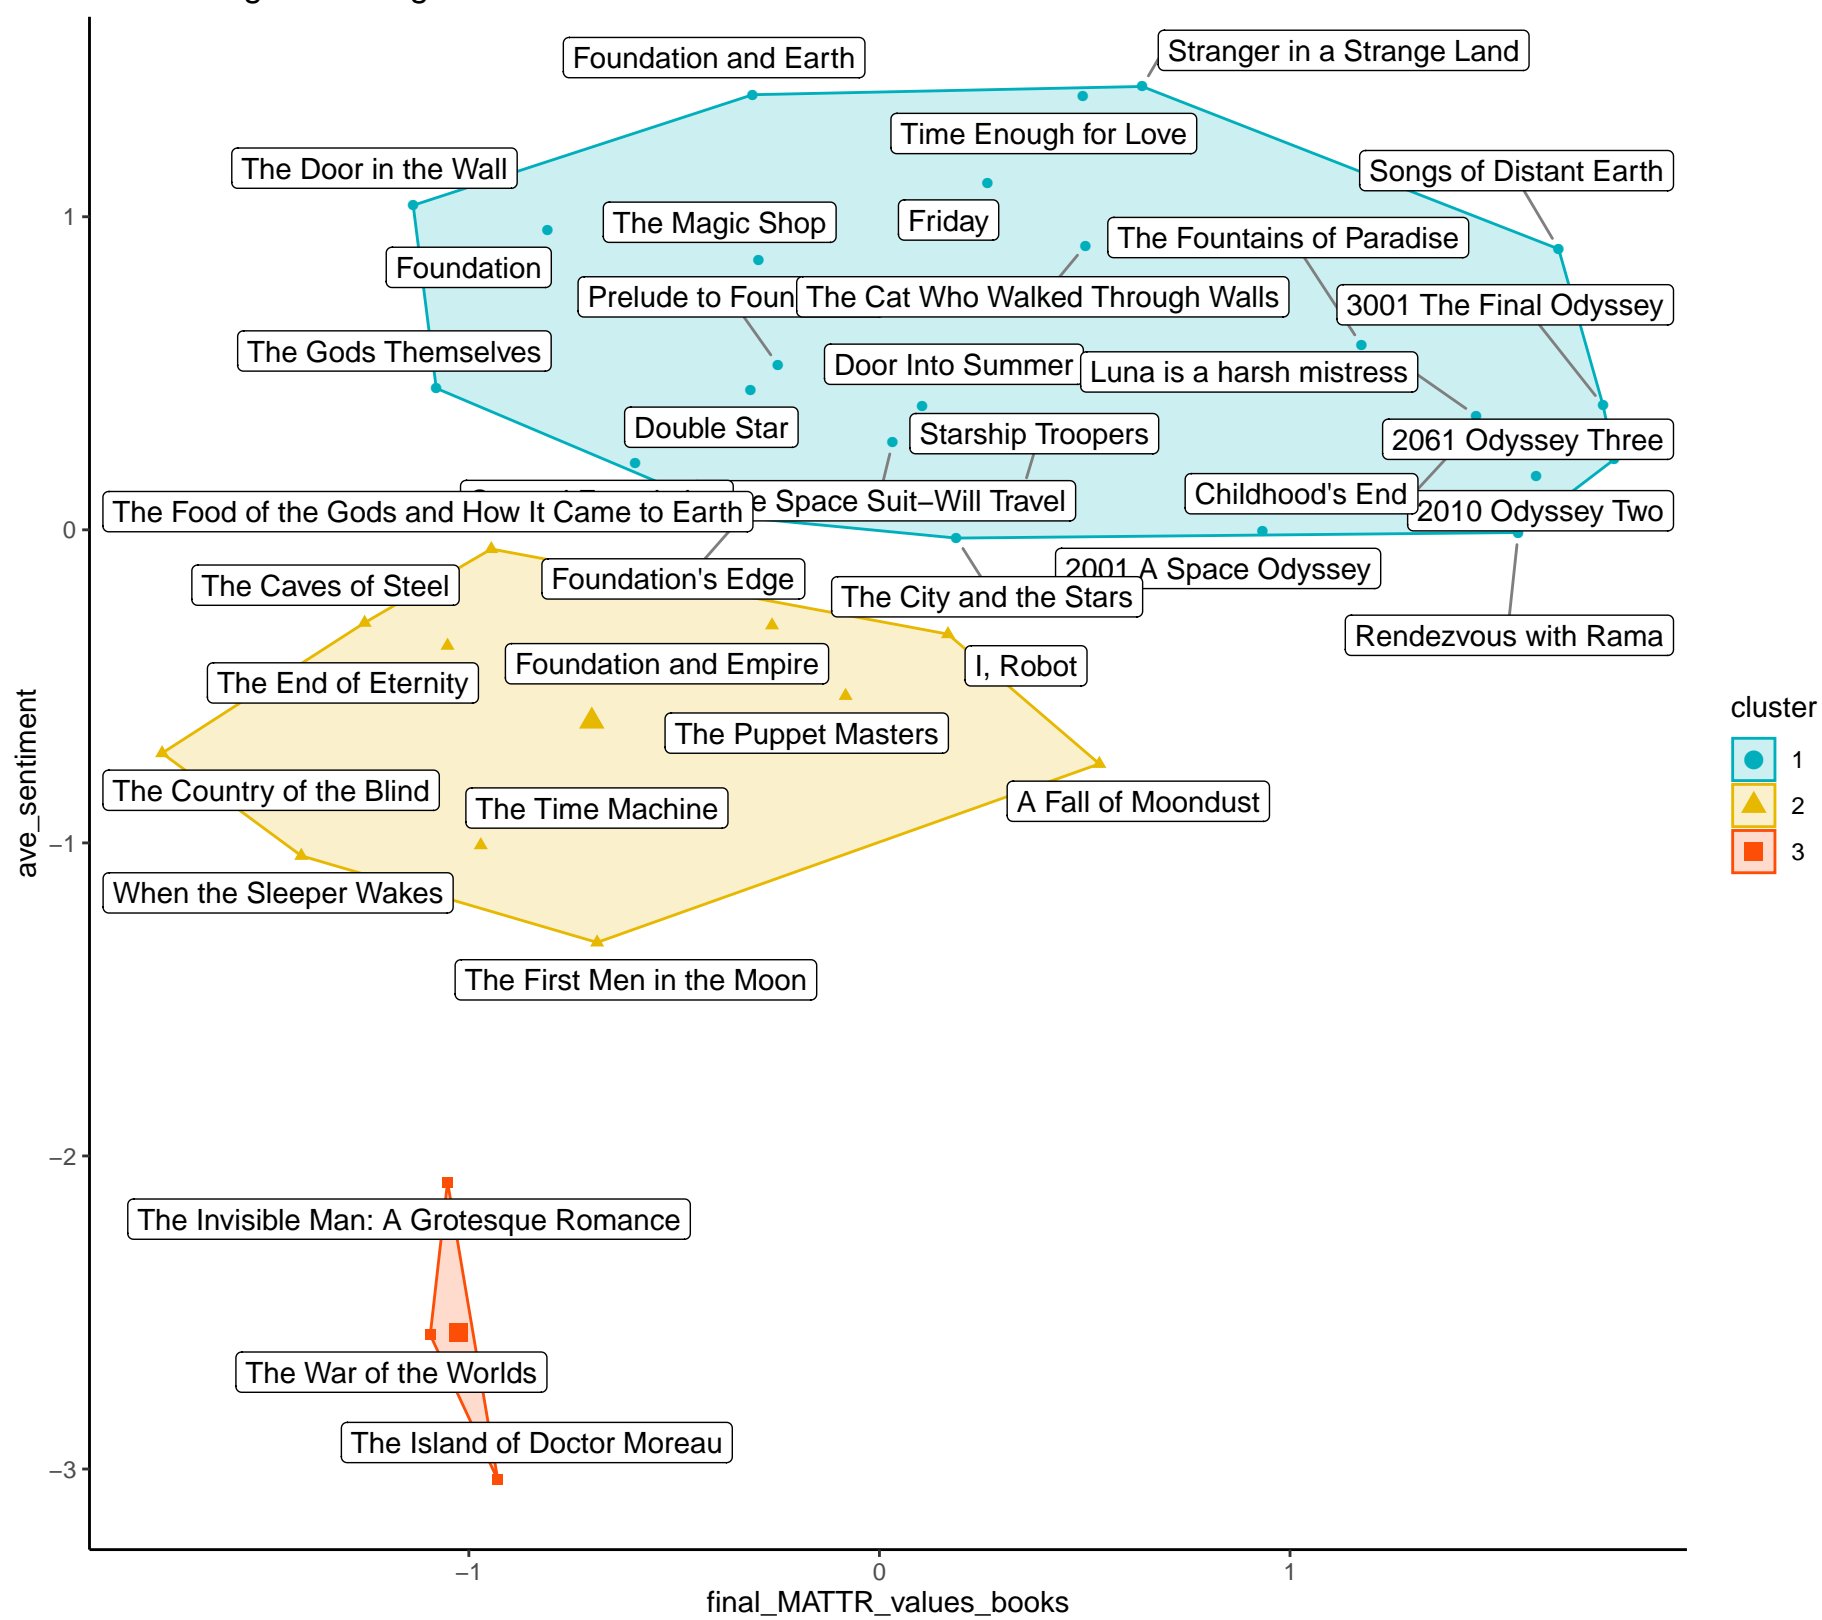 Foundation and Earth
Stranger in a Strange Land
Time Enough for Love
The Door in the Wall
Songs of Distant Earth
1
The Magic Shop
Friday
The Fountains of Paradise
Foundation
Prelude to Foun
The Cat Who Walked Through Walls
3001 The Final Odyssey
The Gods Themselves
Door Into Summer
Luna is a harsh mistress
Double Star
Starship Troopers
2061 Odyssey Three
e Space Suit–Will Travel
Childhood's End
The Food of the Gods and How It Came to Earth
2010 Odyssey Two
0
The Caves of Steel
Foundation's Edge
2001 A Space Odyssey
The City and the Stars
Rendezvous with Rama
Foundation and Empire
I, Robot
The End of Eternity
The Puppet Masters
The Country of the Blind
The Time Machine
A Fall of Moondust
−1
When the Sleeper Wakes
The First Men in the Moon
−2
The Invisible Man: A Grotesque Romance
The War of the Worlds
The Island of Doctor Moreau
−3
−1
0
1
final_MATTR_values_books
ave_sentiment
cluster
1
2
3